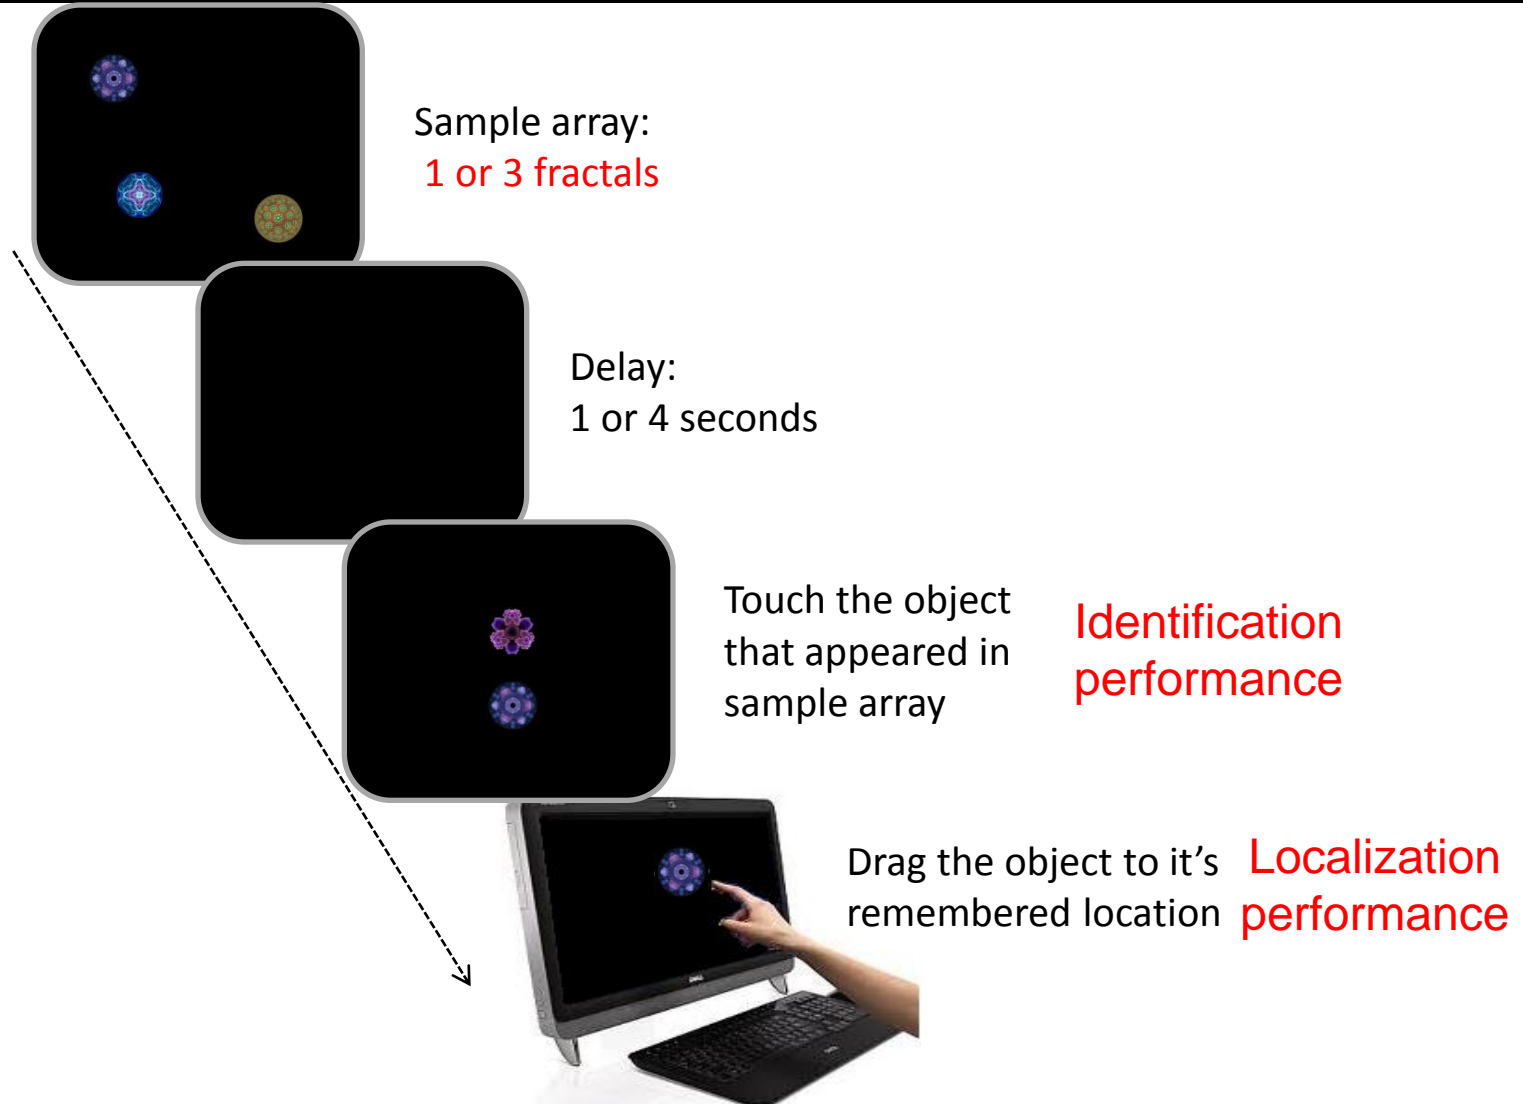 Sample array:
1 or 3 fractals
Delay:
1 or 4 seconds
Touch the object
that appeared in
sample array
Identification
performance
Drag the object to it's
remembered location
Localization
performance
DELL